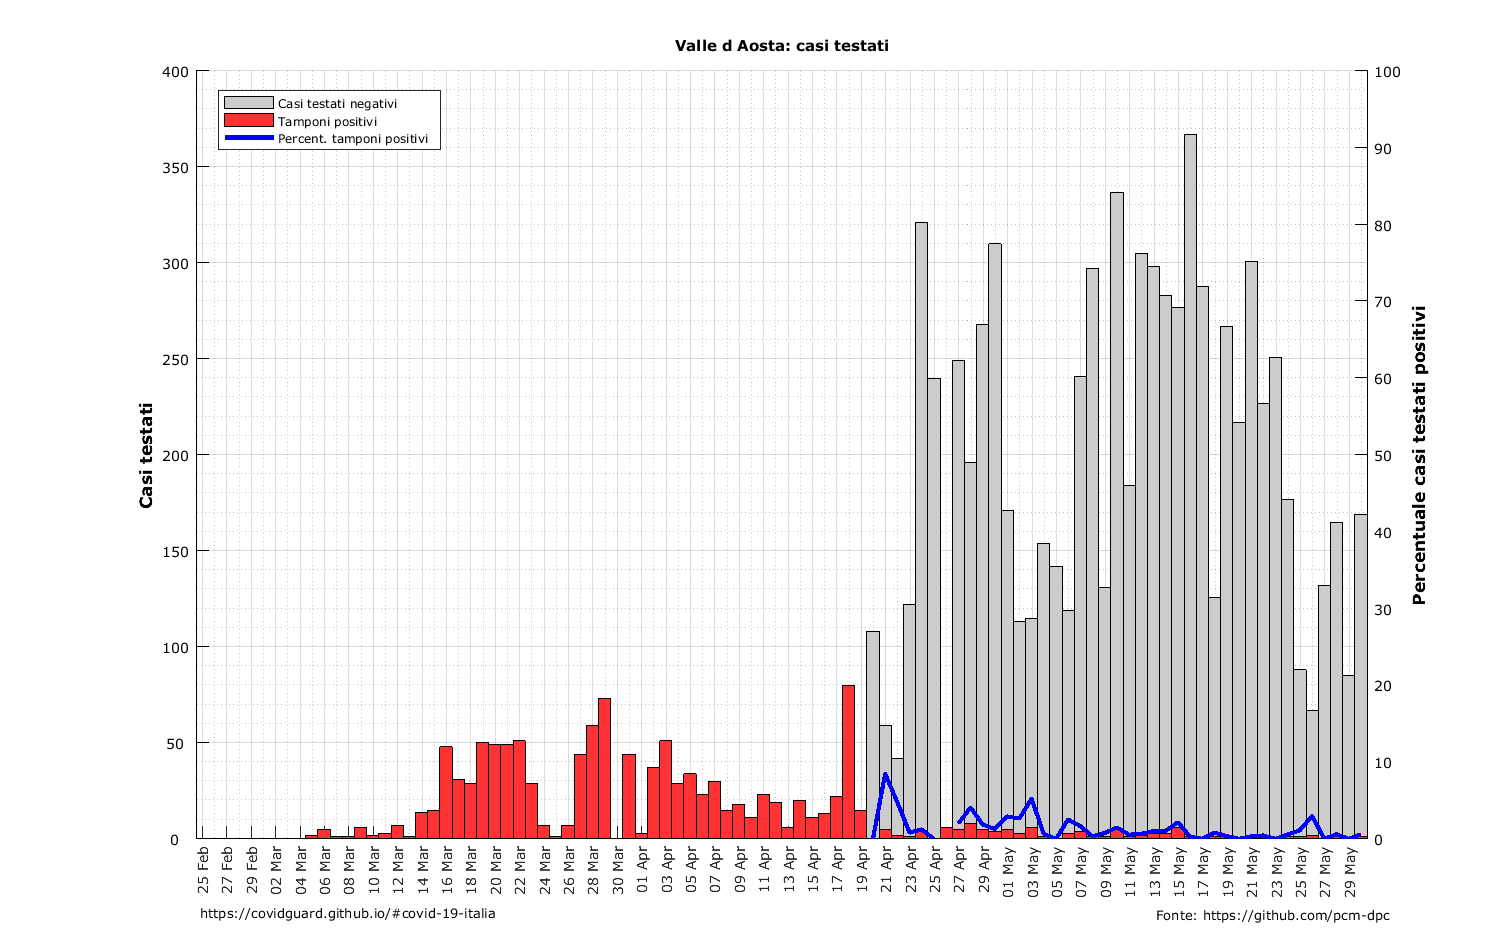 Valle d Aosta: casi testati
Casi testati negativi
Tamponi positivi
Percent. tamponi positivi
Casi testati
400
350
300
250
200
150
100
50
0
100
90
80
70
60
50
40
30
20
10
0
Percentuale casi testati positivi
25 Feb
27 Feb
29 Feb
02 Mar
04 Mar
06 Mar
08 Mar
10 Mar
12 Mar
14 Mar
16 Mar
18 Mar
20 Mar
22 Mar
24 Mar
26 Mar
28 Mar
30 Mar
01 Apr
03 Apr
05 Apr
07 Apr
09 Apr
11 Apr
13 Apr
15 Apr
17 Apr
19 Apr
21 Apr
23 Apr
25 Apr
27 Apr
29 Apr
01 May
03 May
05 May
07 May
09 May
11 May
13 May
15 May
17 May
19 May
21 May
23 May
25 May
27 May
29 May
https://covidguard.github.io/#covid-19-italia
Fonte: https://github.com/pcm-dpc